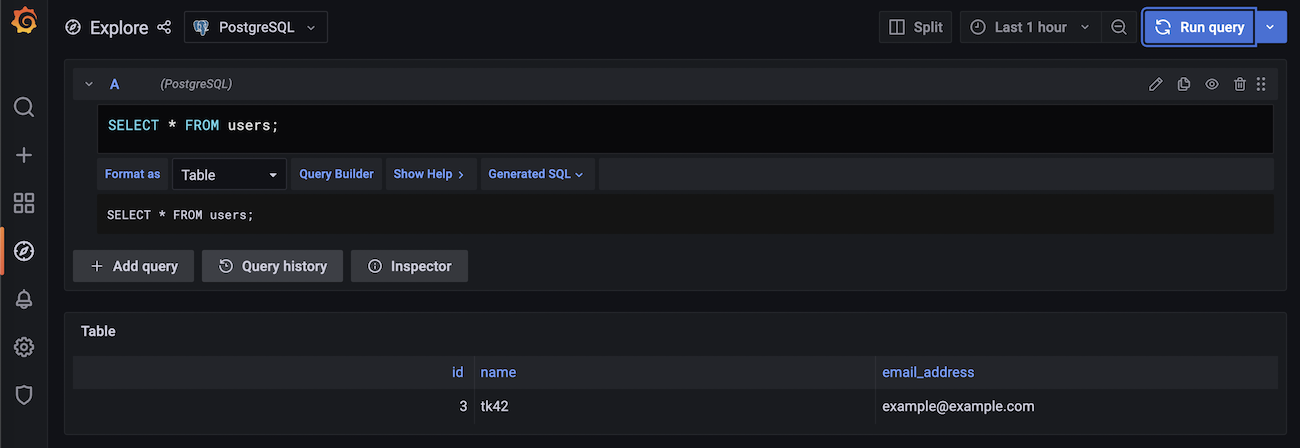 Explore PostgreSQL Split Last 1 hour Run query
A (PostgreSQL)
SELECT * FROM users;
Format as Table Query Builder Show Help > Generated SQL
SELECT * FROM users;
+ Add query Query history Inspector
Table
id name email_address
3 tk42 example@example.com